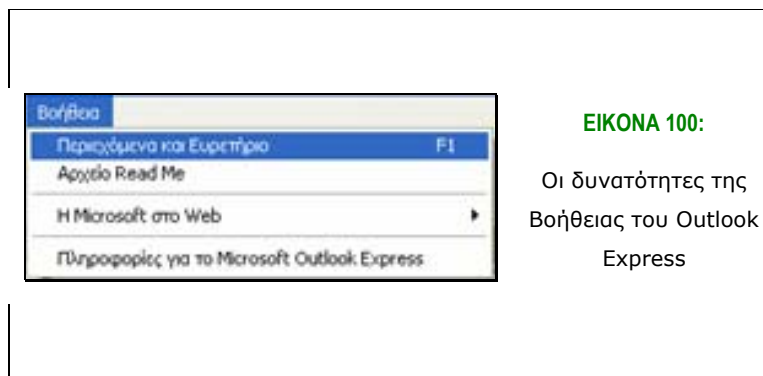 Βοήθεια
Περιεχόμενα και Ευρετήριο F1
Αρχείο Read Me
Η Microsoft στο Web
Πληροφορίες για το Microsoft Outlook Express
ΕΙΚΟΝΑ 100:
Οι δυνατότητες της
Βοήθειας του Outlook
Express